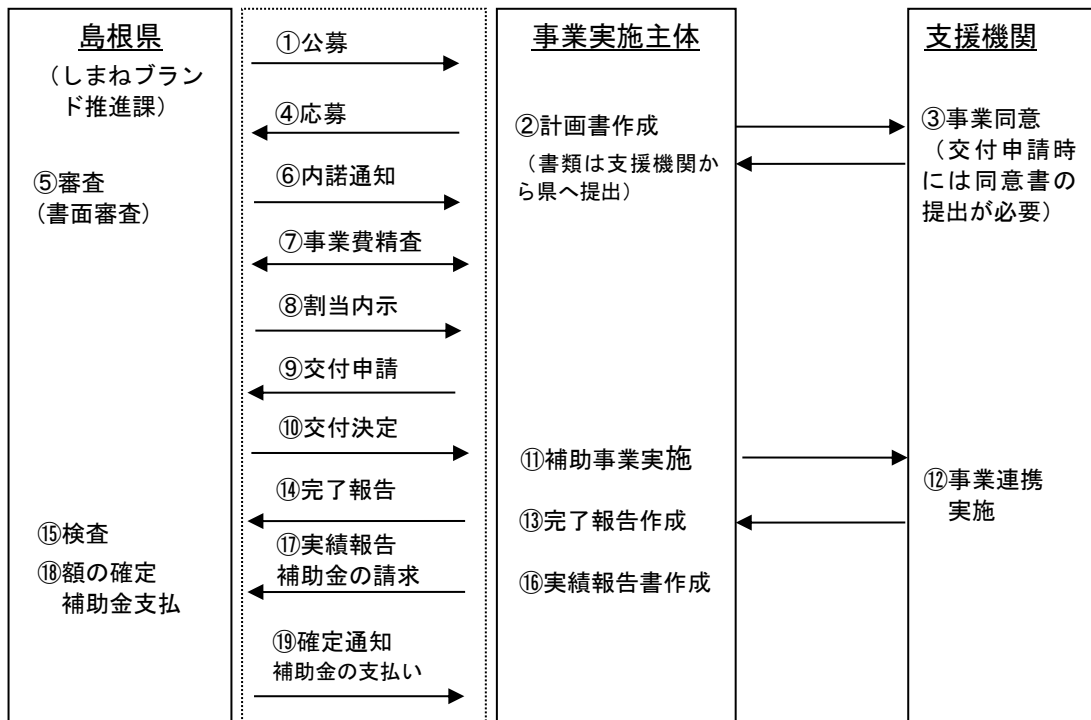 島根県
（しまねブラン
ド推進課）
⑤審査
（書面審査）
⑮検査
⑱額の確定
補助金支払
①公募
④応募
⑥内諾通知
⑦事業費精査
⑧割当内示
⑨交付申請
⑩交付決定
⑭完了報告
⑰実績報告
補助金の請求
⑲確定通知
補助金の支払い
事業実施主体
②計画書作成
（書類は支援機関か
ら県へ提出）
⑪補助事業実施
⑬完了報告作成
⑯実績報告書作成
支援機関
③事業同意
（交付申請時
には同意書の
提出が必要）
⑫事業連携
実施